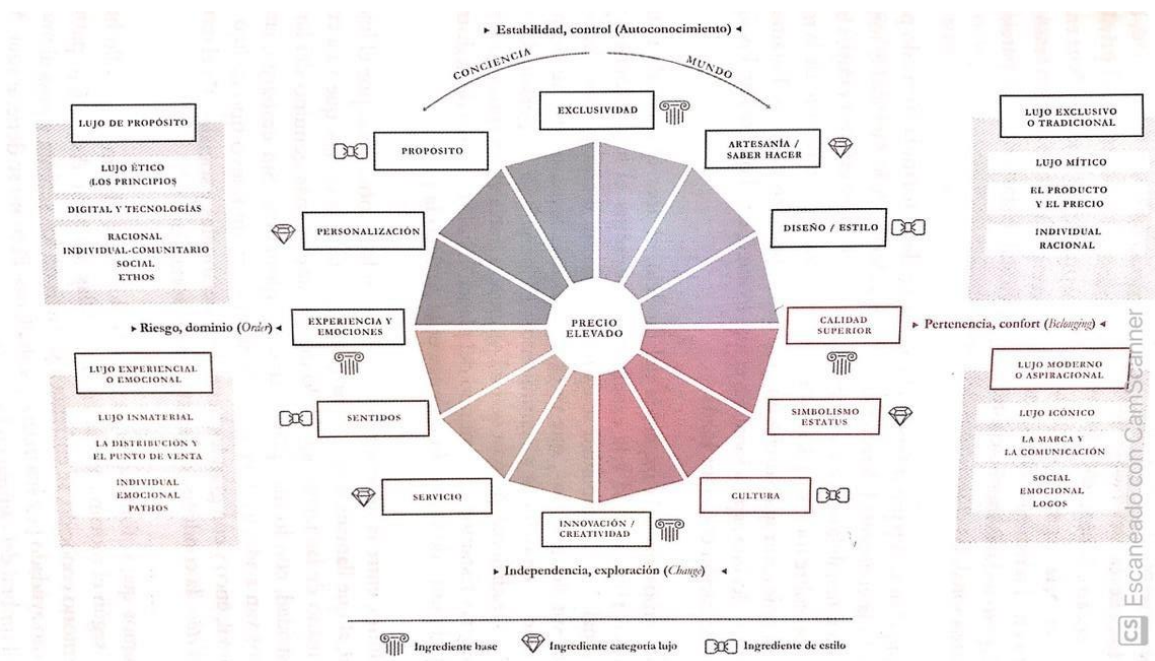 ▸ Estabilidad, control (Autoconocimiento) ◂
CONCIENCIA
MUNDO
EXCLUSIVIDAD
PROPÓSITO
ARTESANÍA /
SABER HACER
PERSONALIZACIÓN
DISEÑO / ESTILO
LUJO DE PROPÓSITO
LUJO ÉTICO
(LOS PRINCIPIOS)
DIGITAL Y TECNOLOGÍAS
RACIONAL
INDIVIDUAL-COMUNITARIO
SOCIAL
ETHOS
LUJO EXCLUSIVO
O TRADICIONAL
LUJO MÍTICO
EL PRODUCTO
Y EL PRECIO
INDIVIDUAL
RACIONAL
▸ Riesgo, dominio (Order) ◂
EXPERIENCIA Y
EMOCIONES
PRECIO
ELEVADO
CALIDAD
SUPERIOR
▸ Pertenencia, confort (Belonging) ◂
LUJO EXPERIENCIAL
O EMOCIONAL
LUJO INMATERIAL
LA DISTRIBUCIÓN Y
EL PUNTO DE VENTA
INDIVIDUAL
EMOCIONAL
PATHOS
SENTIDOS
SIMBOLISMO
ESTATUS
LUJO MODERNO
O ASPIRACIONAL
LUJO ICÓNICO
LA MARCA Y
LA COMUNICACIÓN
SOCIAL
EMOCIONAL
LOGOS
SERVICIO
CULTURA
INNOVACIÓN /
CREATIVIDAD
▸ Independencia, exploración (Change) ◂
Ingrediente base
Ingrediente categoría lujo
Ingrediente de estilo
CS Escaneado con CamScanner